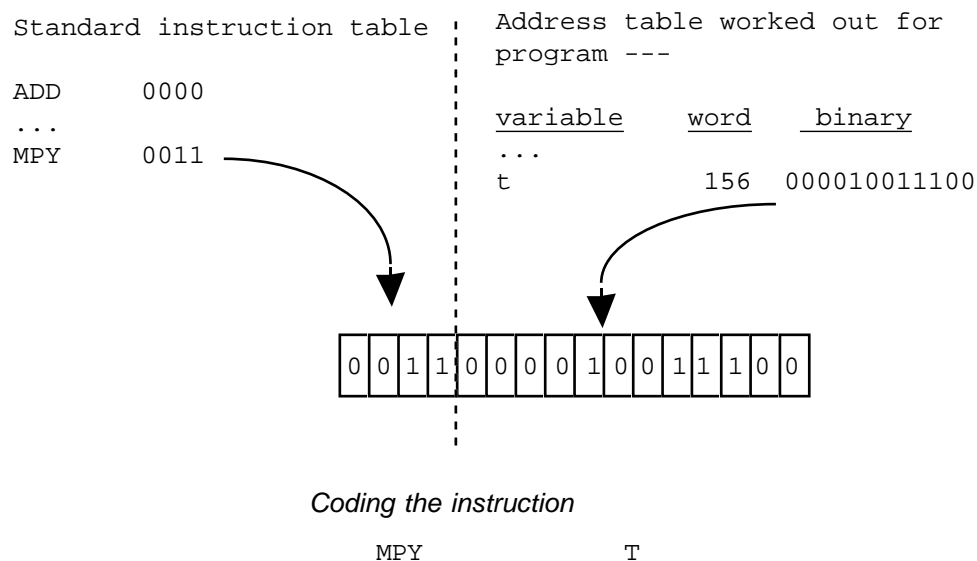 Standard instruction table
ADD 0000
...
MPY 0011
Address table worked out for
program ---
variable word binary
...
t 156 000010011100
0 0 1 1 0 0 0 0 1 0 0 1 1 1 0 0
Coding the instruction
MPY T